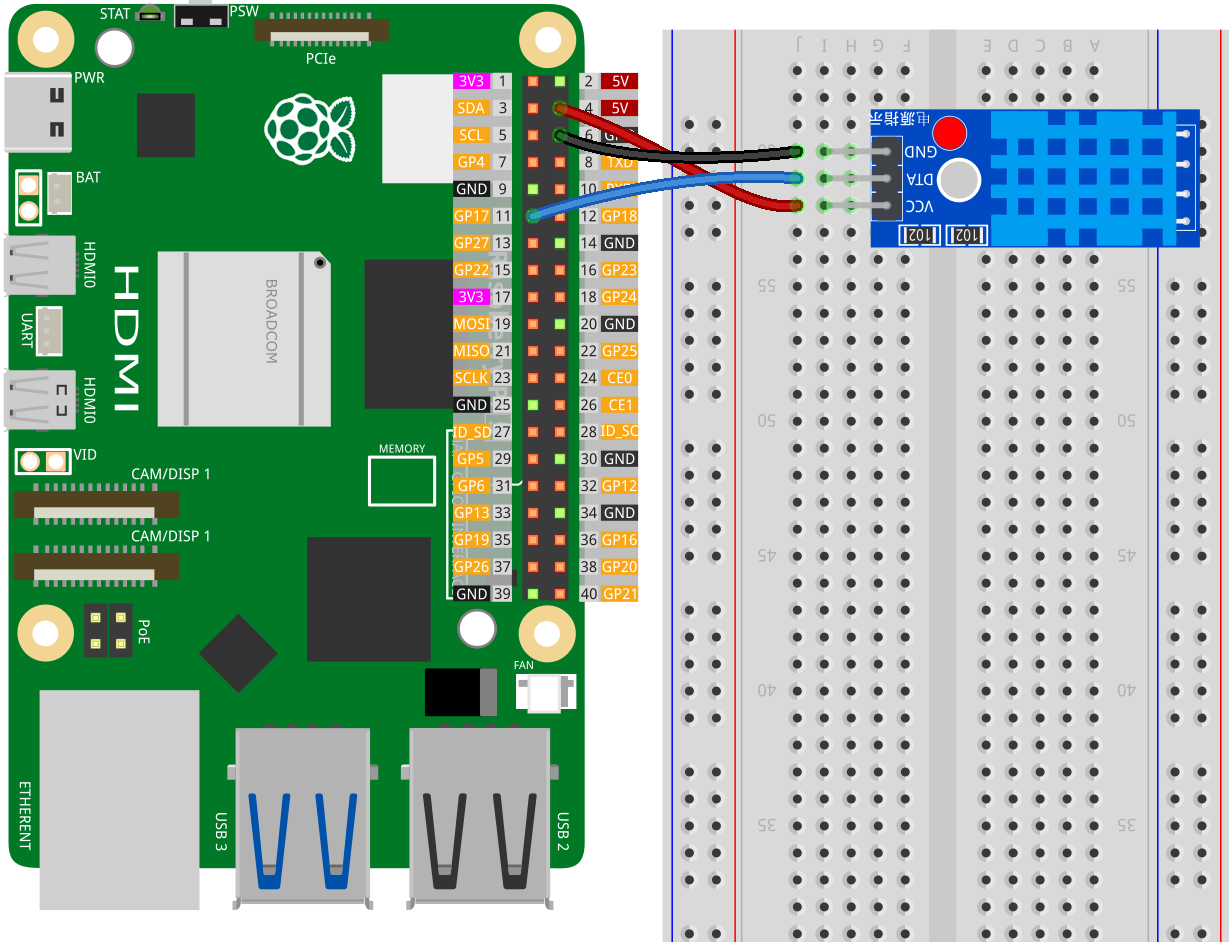 STAT
PSW
PCIe
PWR
BAT
HDMI0
UART
HDMI0
HDMI
BROADCOM
VID
CAM/DISP 1
CAM/DISP 1
MEMORY
PoE
FAN
ETHERENT
USB 3
USB 2
3V3 1 2 5V
SDA 3 4 5V
SCL 5 6
GP4 7 8 TXD
GND 9 10
GP17 11 12 GP18
GP27 13 14 GND
GP22 15 16 GP23
3V3 17 18 GP24
MOSI 19 20 GND
MISO 21 22 GP25
SCLK 23 24 CE0
GND 25 26 CE1
ID_SD 27 28 ID_SC
GP5 29 30 GND
GP6 31 32 GP12
GP13 33 34 GND
GP19 35 36 GP16
GP26 37 38 GP20
GND 39 40 GP21
J I H G F E D C B A
电源指示
GND
DTA
VCC
102 102
55 55
50 50
45 45
40 40
35 35